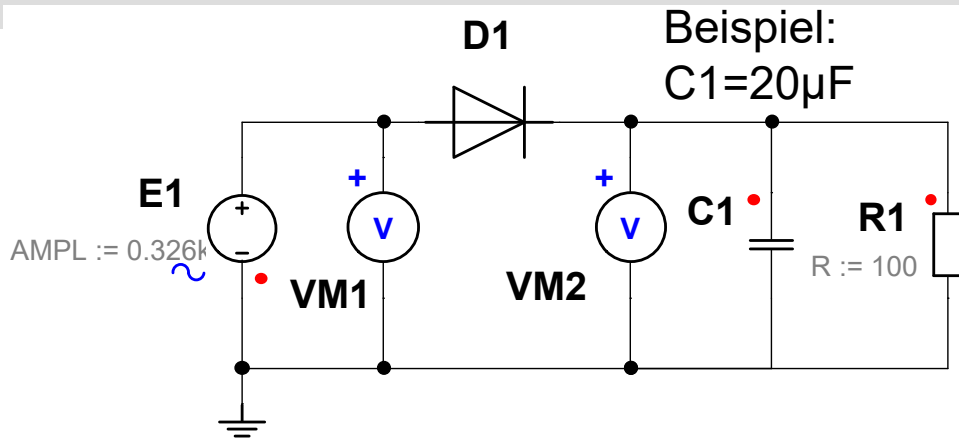 Beispiel:
C1=20µF
D1
E1
+
AMPL := 0.326k
+
V
VM1
+
V
VM2
C1
R1
R := 100